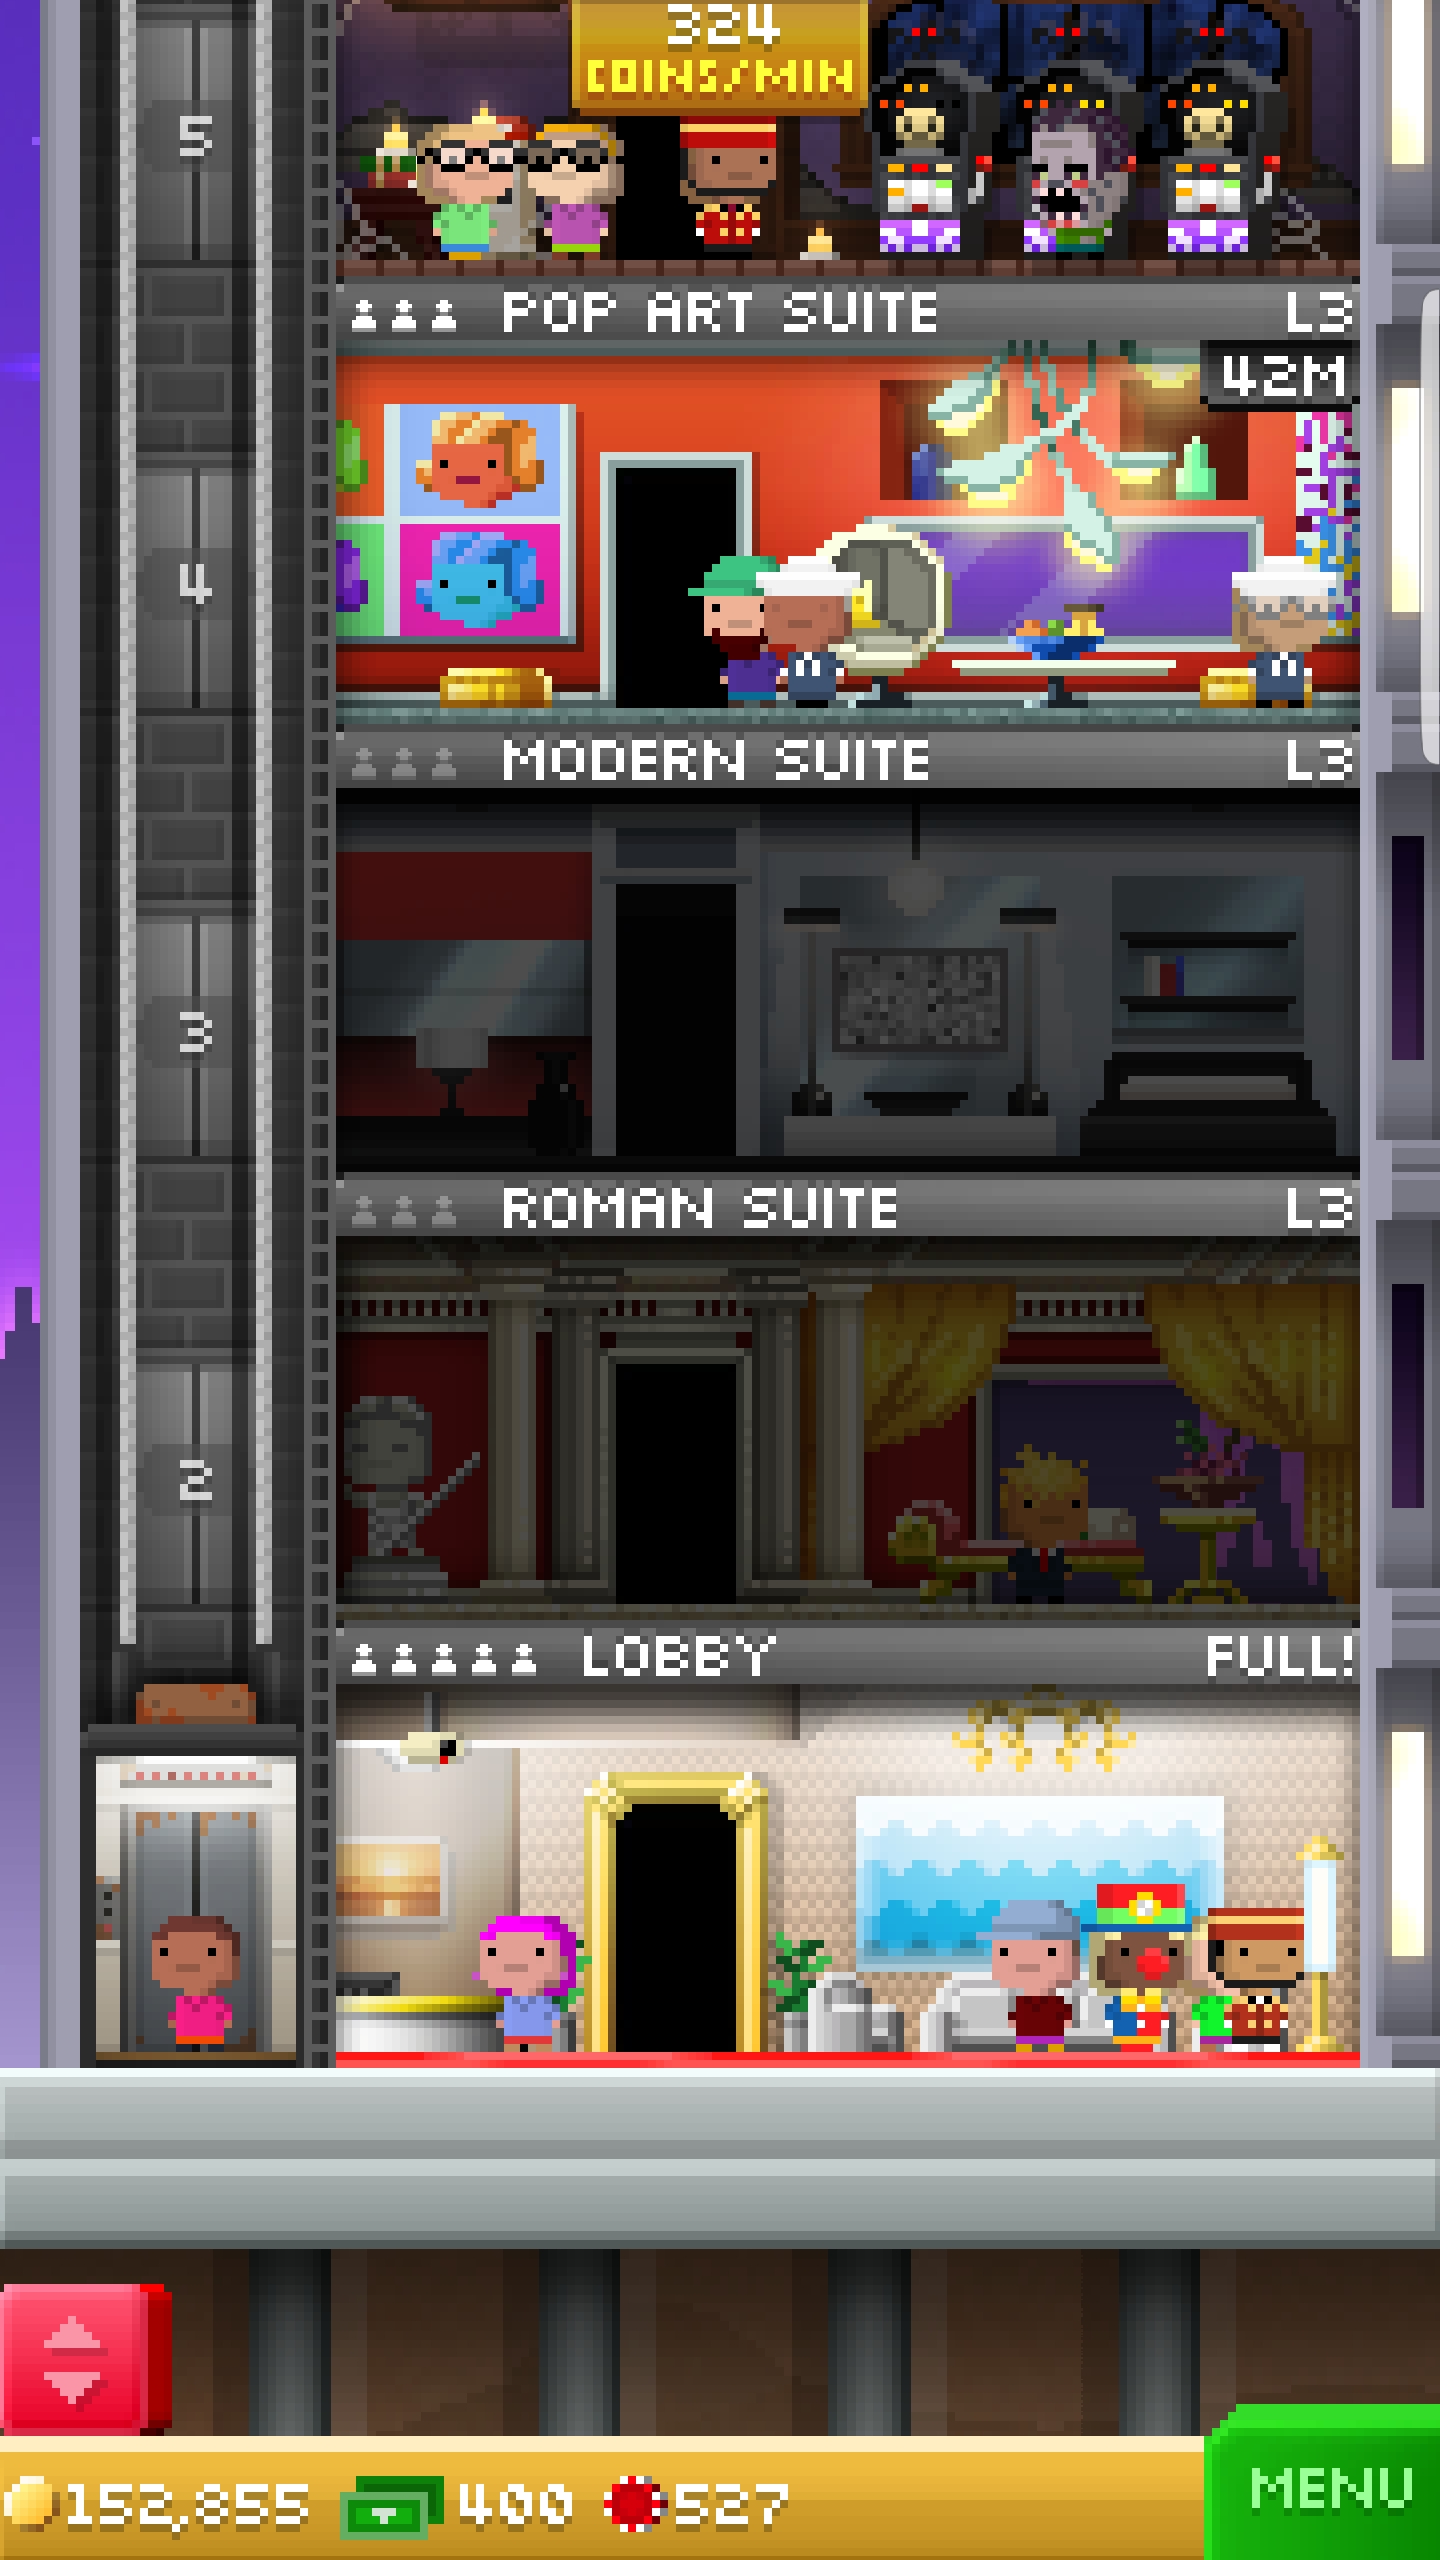 324
COINS/MIN
5
POP ART SUITE L3
42M
4
MODERN SUITE L3
3
ROMAN SUITE L3
2
LOBBY FULL!
152,855 400 527
MENU